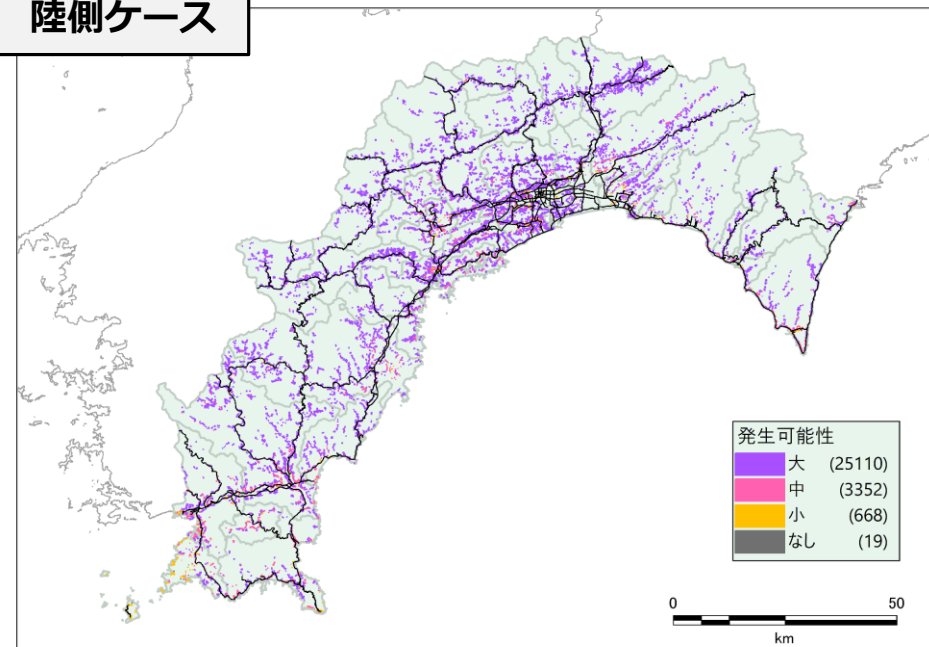 陸側ケース
発生可能性
大 (25110)
中 (3352)
小 (668)
なし (19)
0 50
km